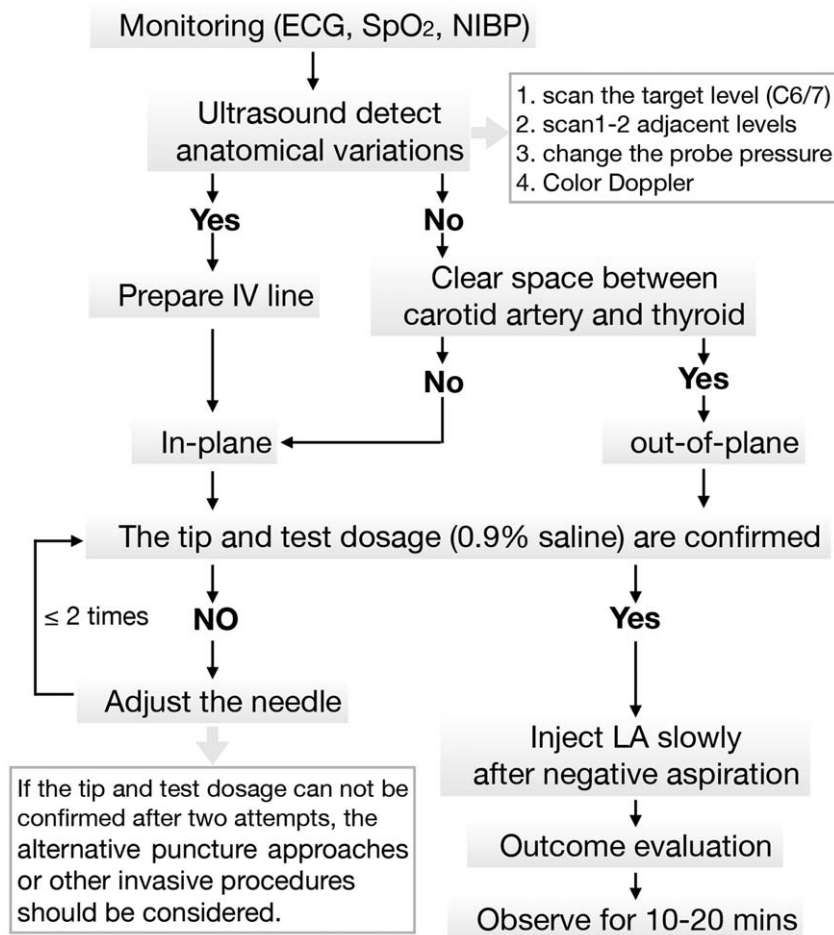 Monitoring (ECG, SpO2, NIBP)
Ultrasound detect
anatomical variations
1. scan the target level (C6/7)
2. scan1-2 adjacent levels
3. change the probe pressure
4. Color Doppler
Yes
No
Prepare IV line
Clear space between
carotid artery and thyroid
No
Yes
In-plane
out-of-plane
The tip and test dosage (0.9% saline) are confirmed
≤ 2 times
NO
Yes
Adjust the needle
Inject LA slowly
after negative aspiration
If the tip and test dosage can not be
confirmed after two attempts, the
alternative puncture approaches
or other invasive procedures
should be considered.
Outcome evaluation
Observe for 10-20 mins